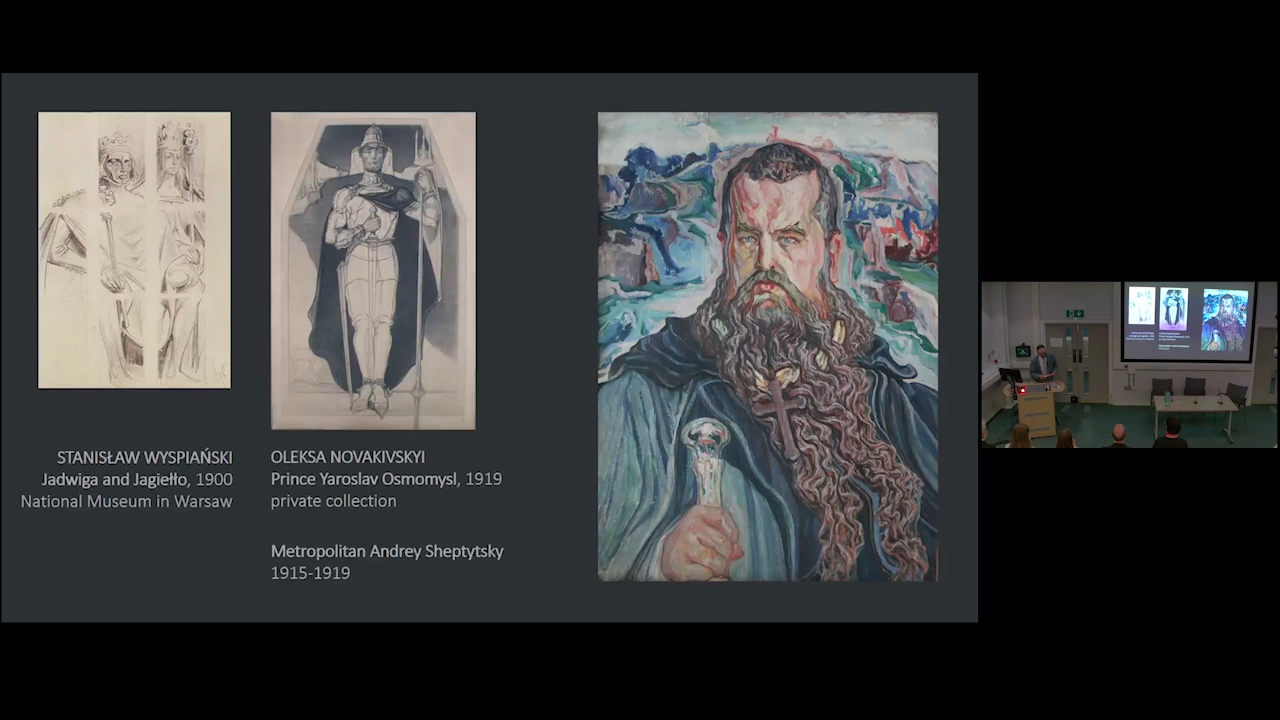 STANISŁAW WYSPIAŃSKI
Jadwiga and Jagiełło, 1900
National Museum in Warsaw
OLEKSA NOVAKIVSKYI
Prince Yaroslav Osmomysl, 1919
private collection
Metropolitan Andrey Sheptytsky
1915-1919